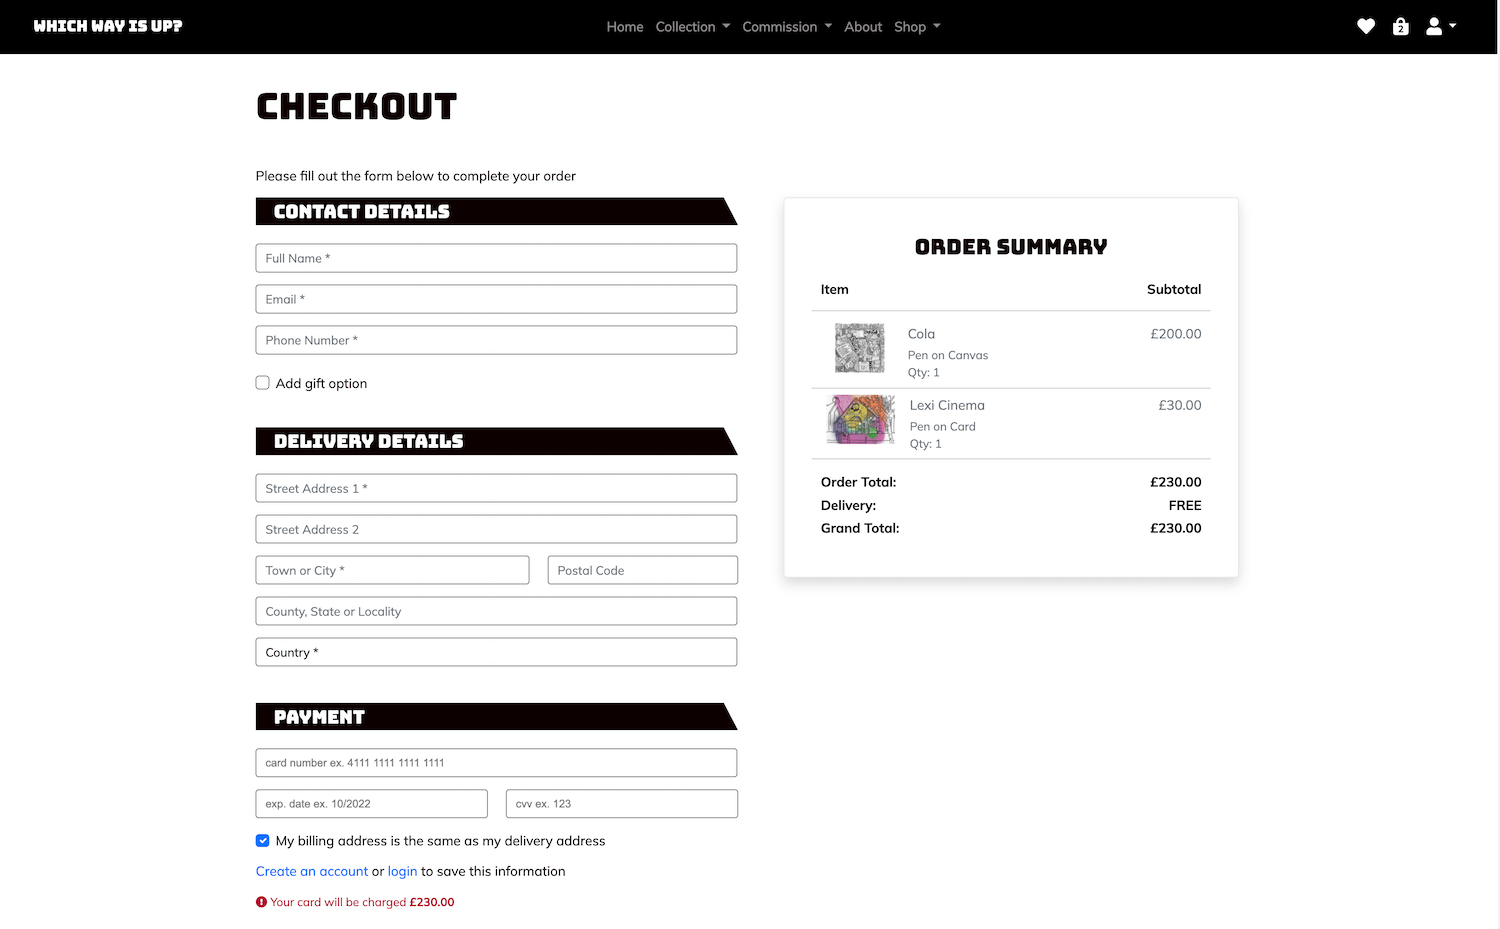 WHICH WAY IS UP?
Home Collection Commission About Shop
2
CHECKOUT
Please fill out the form below to complete your order
CONTACT DETAILS
Full Name *
Email *
Phone Number *
Add gift option
DELIVERY DETAILS
Street Address 1 *
Street Address 2
Town or City * Postal Code
County, State or Locality
Country *
PAYMENT
card number ex. 4111 1111 1111 1111
exp. date ex. 10/2022 cvv ex. 123
My billing address is the same as my delivery address
Create an account or login to save this information
Your card will be charged £230.00
ORDER SUMMARY
Item Subtotal
Cola £200.00
Pen on Canvas
Qty: 1
Lexi Cinema £30.00
Pen on Card
Qty: 1
Order Total: £230.00
Delivery: FREE
Grand Total: £230.00